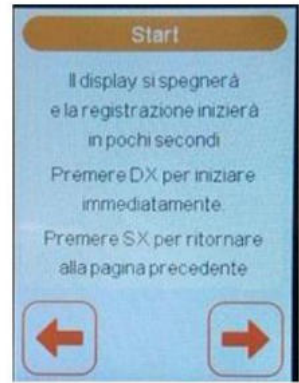 Start
Il display si spegnerà
e la registrazione inizierà
in pochi secondi
Premere DX per iniziare
immediatamente.
Premere SX per ritornare
alla pagina precedente